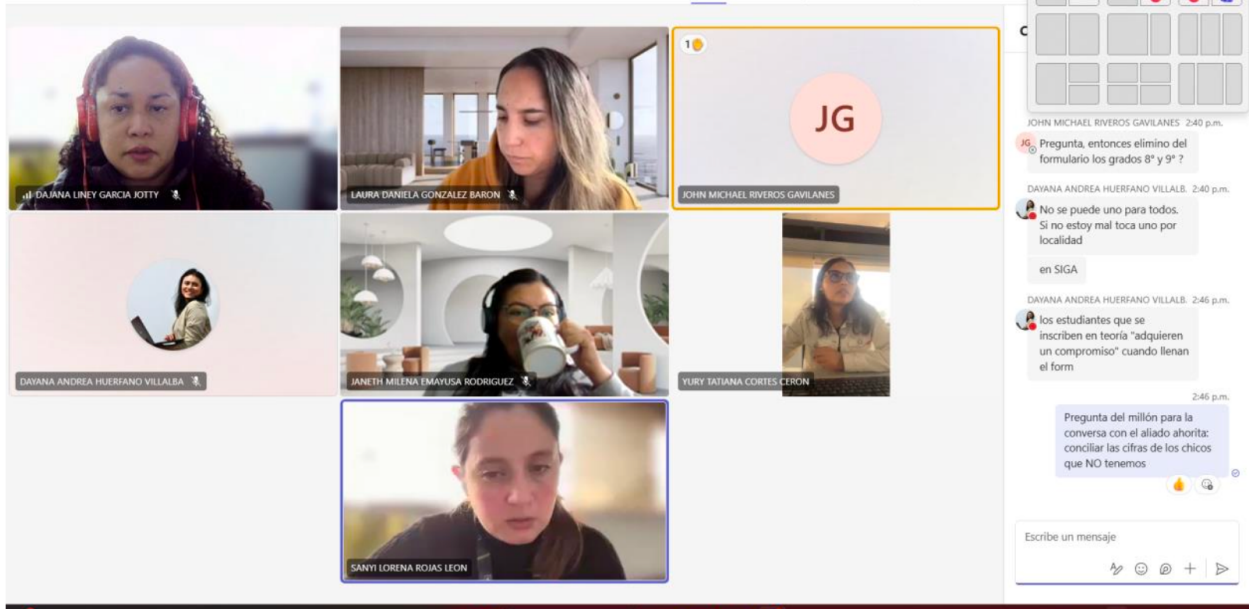 1
JG
DAJANA LINEY GARCIA JOTTY
LAURA DANIELA GONZALEZ BARON
JOHN MICHAEL RIVEROS GAVILANES
DAYANA ANDREA HUERFANO VILLALBA
JANETH MILENA EMAYUSA RODRIGUEZ
YURY TATIANA CORTES CERON
SANYI LORENA ROJAS LEON
C
JOHN MICHAEL RIVEROS GAVILANES 2:40 p.m.
JG
Pregunta, entonces elimino del
formulario los grados 8° y 9° ?
DAYANA ANDREA HUERFANO VILLALB. 2:40 p.m.
No se puede uno para todos.
Si no estoy mal toca uno por
localidad
en SIGA
DAYANA ANDREA HUERFANO VILLALB. 2:46 p.m.
los estudiantes que se
inscriben en teoría "adquieren
un compromiso" cuando llenan
el form
2:46 p.m.
Pregunta del millón para la
conversa con el aliado ahorita:
conciliar las cifras de los chicos
que NO tenemos
Escribe un mensaje